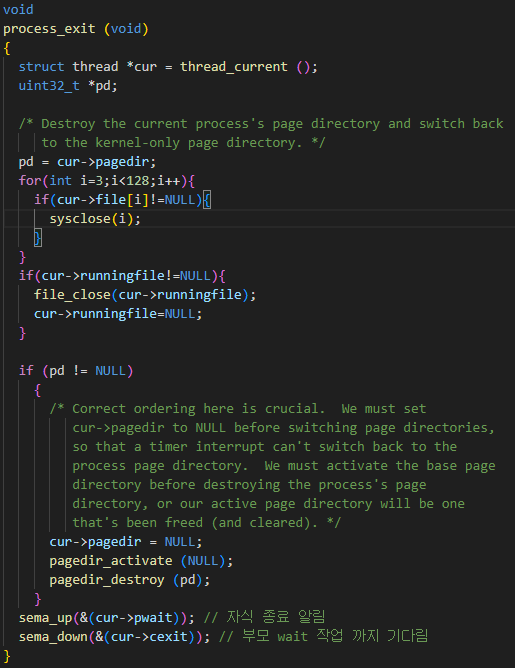 void
process_exit (void)
{
  struct thread *cur = thread_current ();
  uint32_t *pd;

  /* Destroy the current process's page directory and switch back
     to the kernel-only page directory. */
  pd = cur->pagedir;
  for(int i=3;i<128;i++){
    if(cur->file[i]!=NULL){
      sysclose(i);
    }
  }
  if(cur->runningfile!=NULL){
    file_close(cur->runningfile);
    cur->runningfile=NULL;
  }

  if (pd != NULL)
    {
      /* Correct ordering here is crucial.  We must set
         cur->pagedir to NULL before switching page directories,
         so that a timer interrupt can't switch back to the
         process page directory.  We must activate the base page
         directory before destroying the process's page
         directory, or our active page directory will be one
         that's been freed (and cleared). */
      cur->pagedir = NULL;
      pagedir_activate (NULL);
      pagedir_destroy (pd);
    }
  sema_up(&(cur->pwait)); // 자식 종료 알림
  sema_down(&(cur->cexit)); // 부모 wait 작업 까지 기다림
}